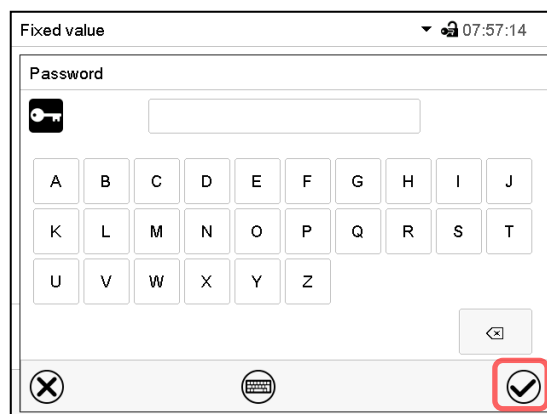 Fixed value 07:57:14
Password
A B C D E F G H I J
K L M N O P Q R S T
U V W X Y Z